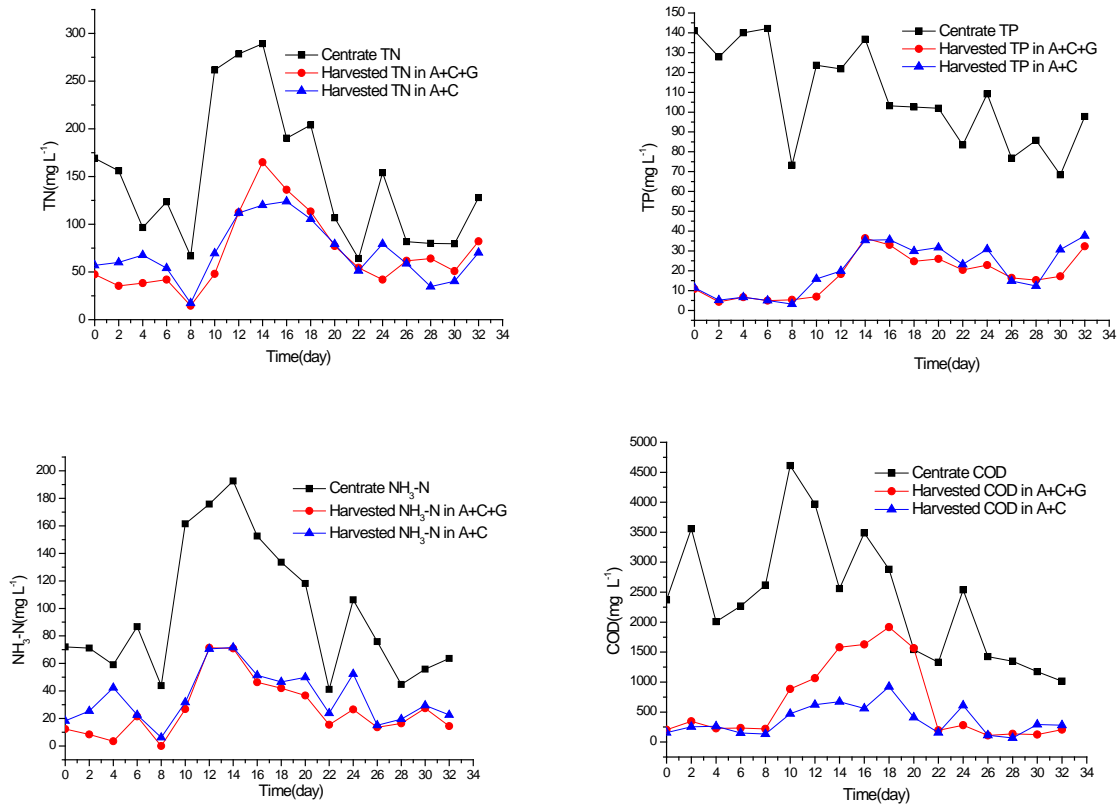 300
250
200
150
100
50
0
TN(mg L⁻¹)
Centrate TN
Harvested TN in A+C+G
Harvested TN in A+C
0 2 4 6 8 10 12 14 16 18 20 22 24 26 28 30 32 34
Time(day)
150
140
130
120
110
100
90
80
70
60
50
40
30
20
10
0
TP(mg L⁻¹)
Centrate TP
Harvested TP in A+C+G
Harvested TP in A+C
0 2 4 6 8 10 12 14 16 18 20 22 24 26 28 30 32 34
Time(day)
200
180
160
140
120
100
80
60
40
20
0
NH₃-N(mg L⁻¹)
Centrate NH₃-N
Harvested NH₃-N in A+C+G
Harvested NH₃-N in A+C
0 2 4 6 8 10 12 14 16 18 20 22 24 26 28 30 32 34
Time(day)
5000
4500
4000
3500
3000
2500
2000
1500
1000
500
0
COD(mg L⁻¹)
Centrate COD
Harvested COD in A+C+G
Harvested COD in A+C
0 2 4 6 8 10 12 14 16 18 20 22 24 26 28 30 32 34
Time(day)